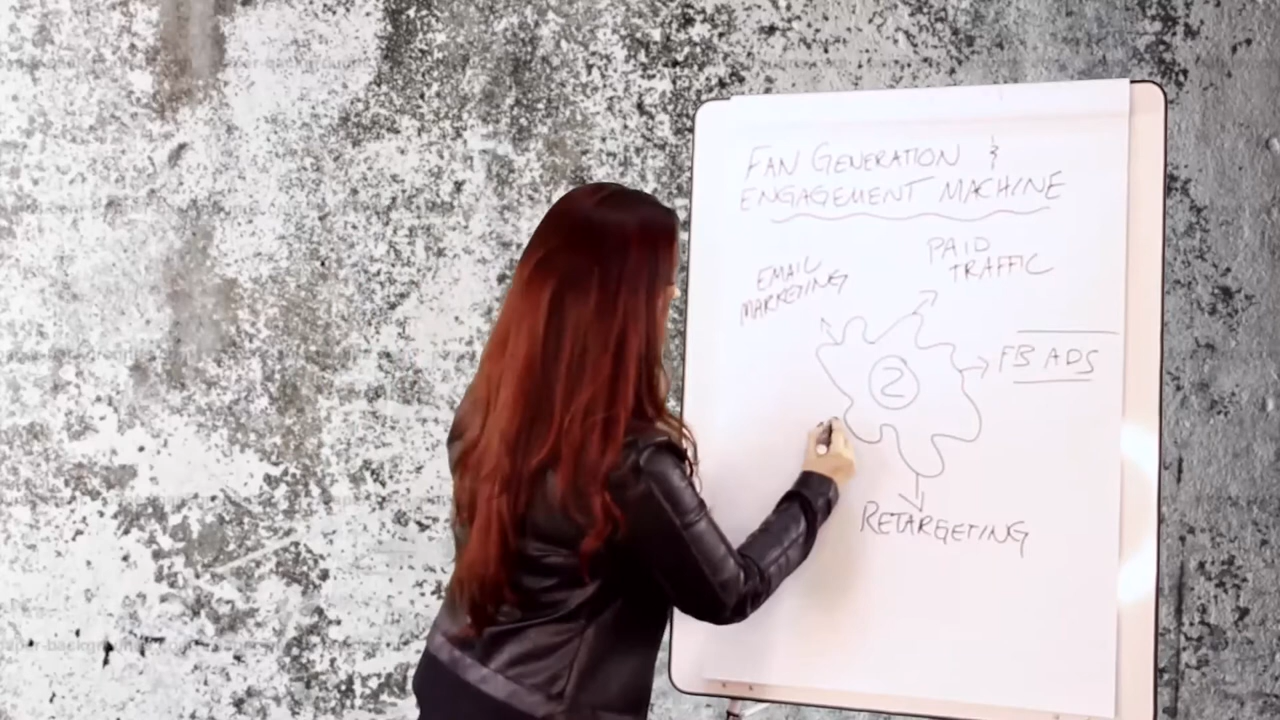 FAN GENERATION &
ENGAGEMENT MACHINE
EMAIL
MARKETING
PAID
TRAFFIC
FB ADS
2
RETARGETING